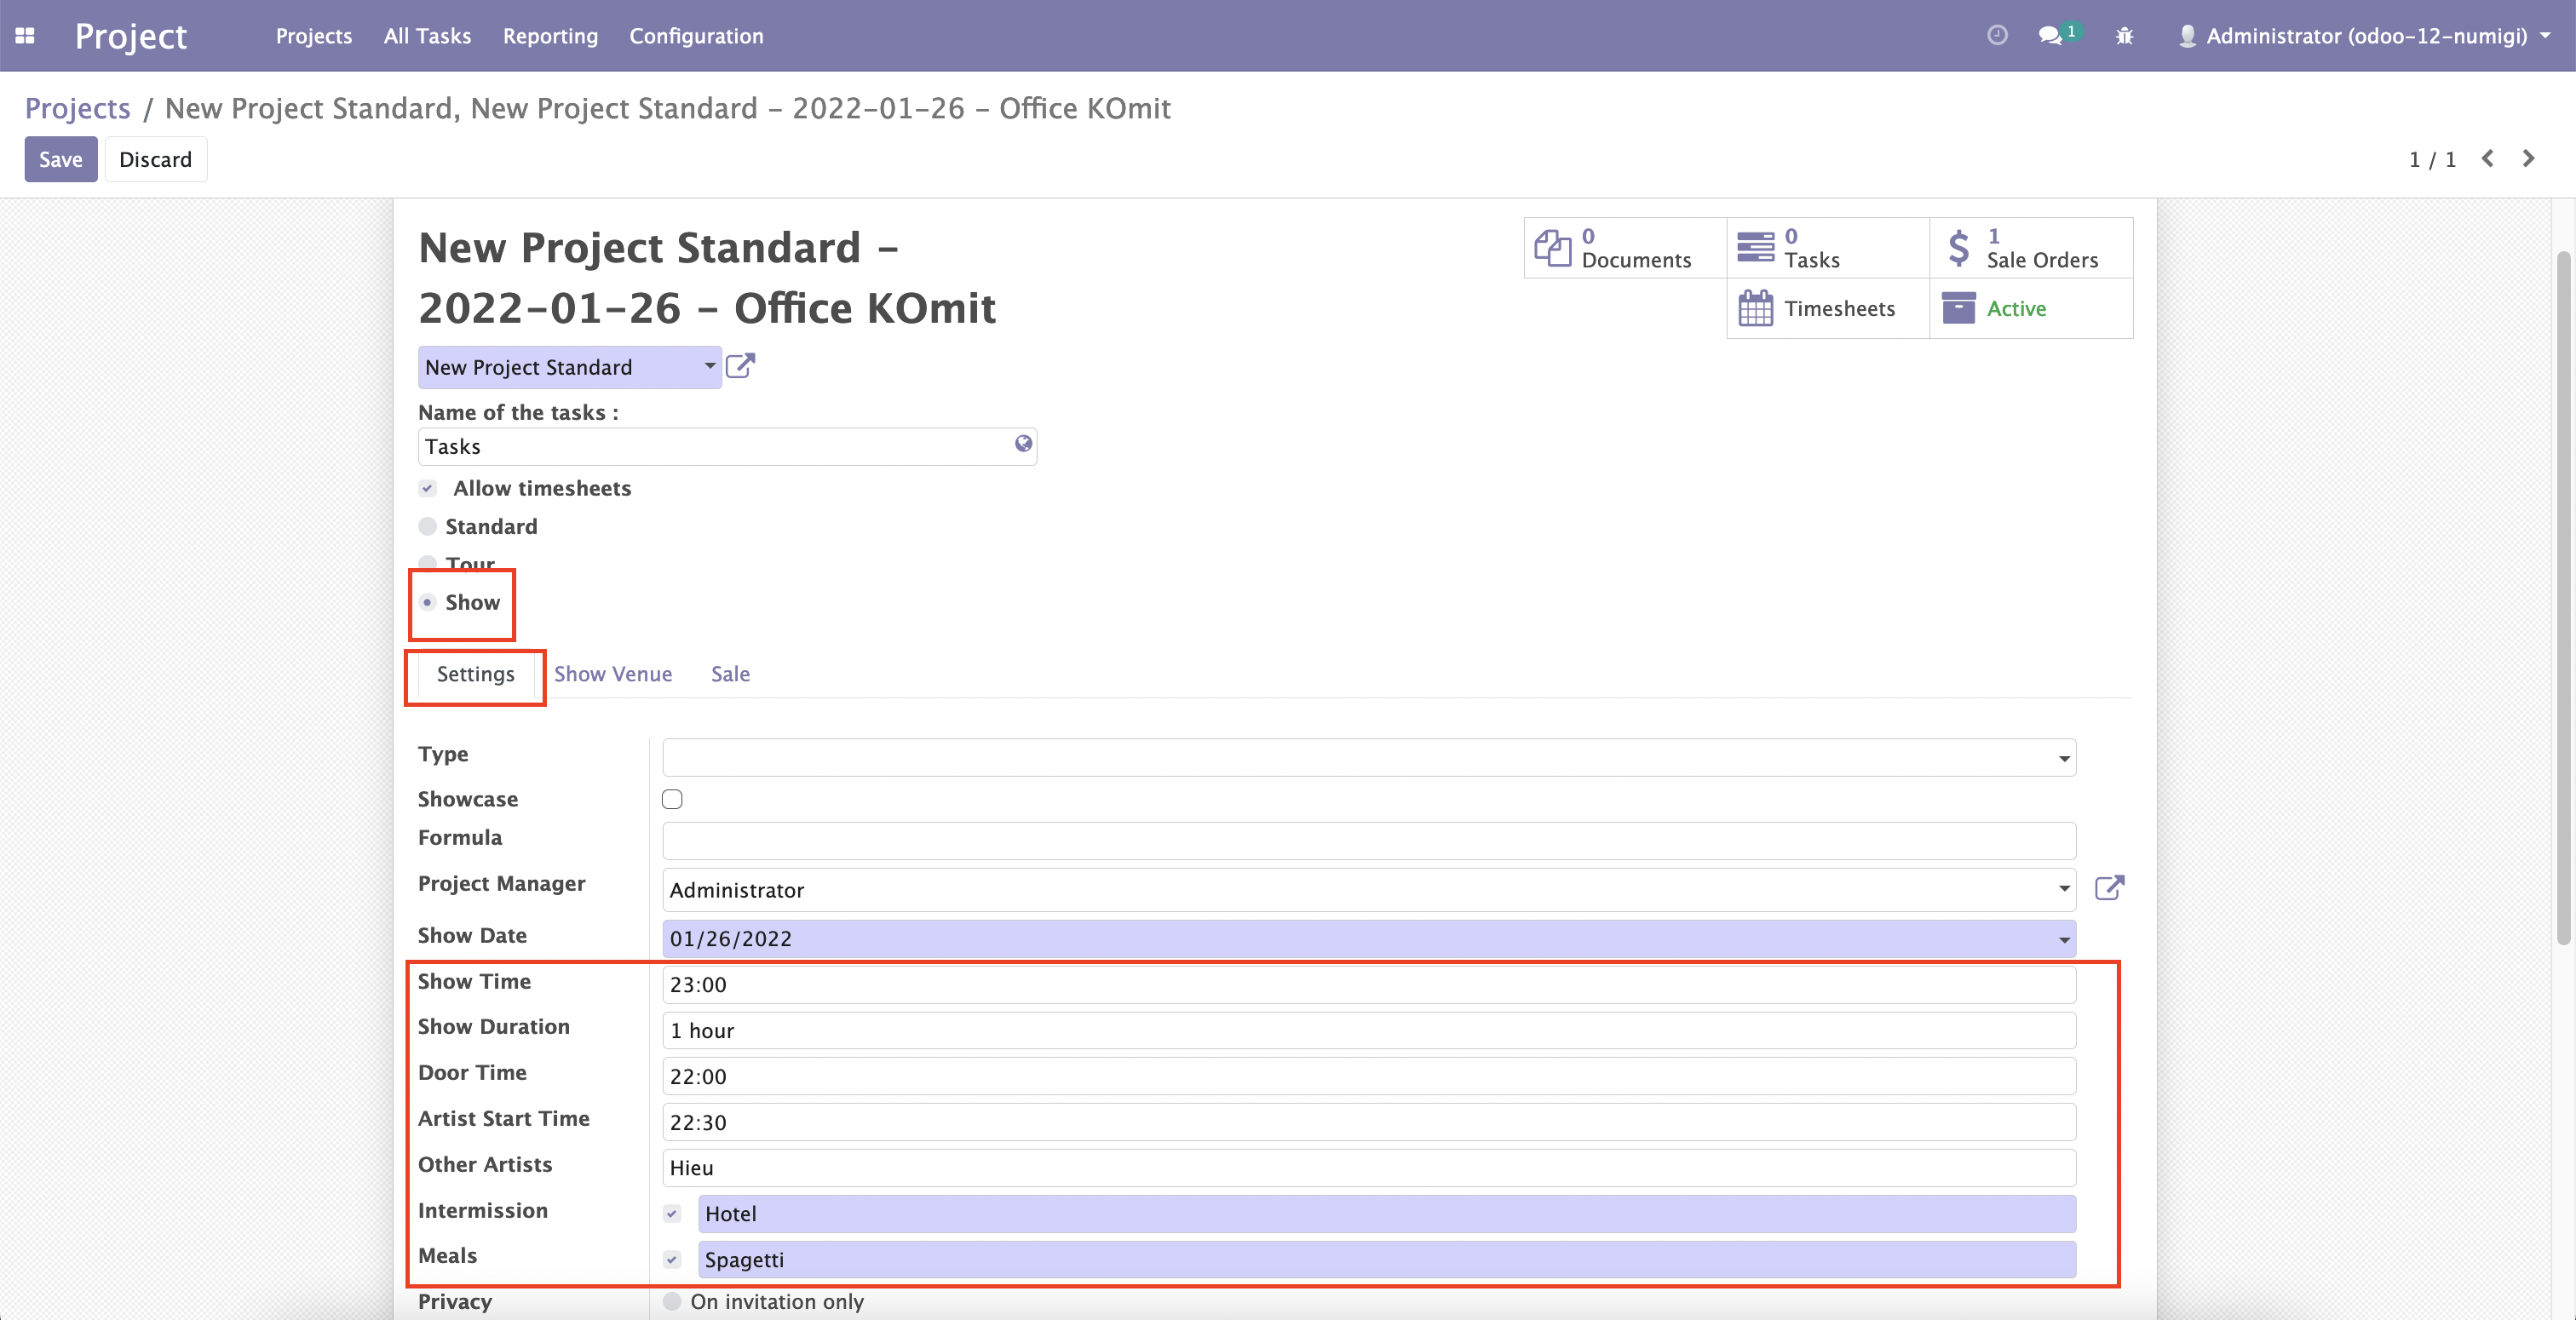 Project Projects All Tasks Reporting Configuration 1 Administrator (odoo-12-numigi)
Projects / New Project Standard, New Project Standard – 2022-01-26 – Office KOmit
Save Discard 1 / 1
New Project Standard –
2022-01-26 – Office KOmit
0
Documents
0
Tasks
1
Sale Orders
Timesheets
Active
New Project Standard
Name of the tasks :
Tasks
Allow timesheets
Standard
Tour
Show
Settings Show Venue Sale
Type
Showcase
Formula
Project Manager Administrator
Show Date 01/26/2022
Show Time 23:00
Show Duration 1 hour
Door Time 22:00
Artist Start Time 22:30
Other Artists Hieu
Intermission Hotel
Meals Spagetti
Privacy On invitation only